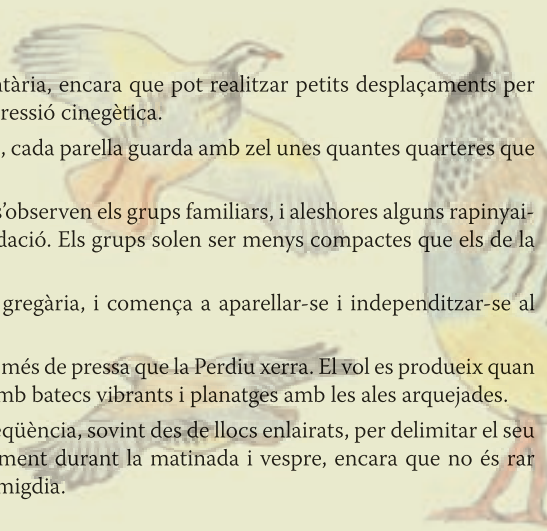 tària, encara que pot realitzar petits desplaçaments per
ressió cinegètica.
, cada parella guarda amb zel unes quantes quarteres que
s'observen els grups familiars, i aleshores alguns rapinyai-
dació. Els grups solen ser menys compactes que els de la
gregària, i comença a aparellar-se i independitzar-se al
més de pressa que la Perdiu xerra. El vol es produeix quan
mb batecs vibrants i planatges amb les ales arquejades.
eqüència, sovint des de llocs enlairats, per delimitar el seu
ment durant la matinada i vespre, encara que no és rar
migdia.